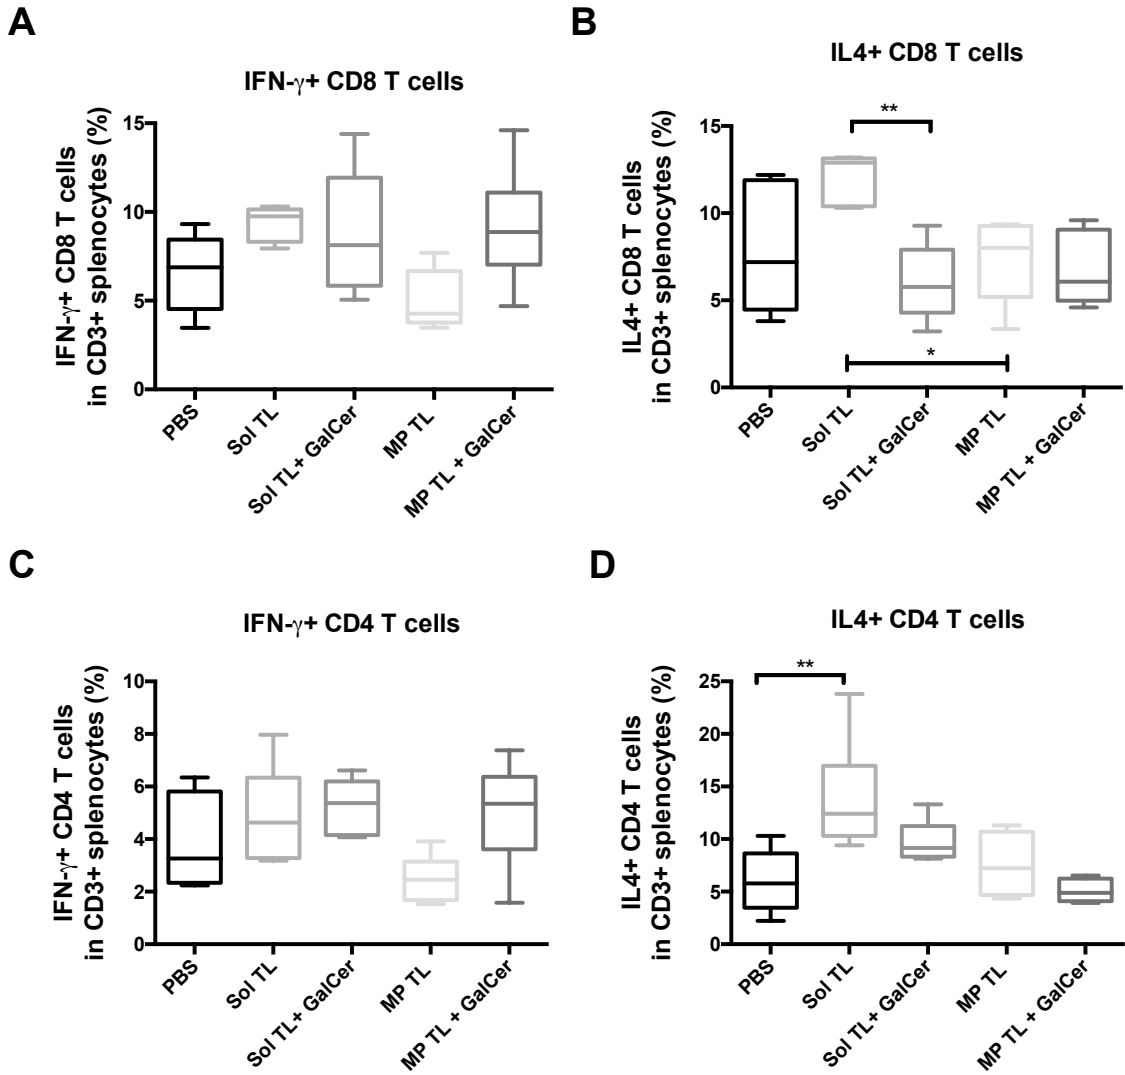 A
IFN-γ+ CD8 T cells
IFN-γ+ CD8 T cells
in CD3+ splenocytes (%)
15
10
5
0
PBS
Sol TL
Sol TL+ GalCer
MP TL
MP TL + GalCer
B
IL4+ CD8 T cells
IL4+ CD8 T cells
in CD3+ splenocytes (%)
15
10
5
0
**
*
PBS
Sol TL
Sol TL+ GalCer
MP TL
MP TL + GalCer
C
IFN-γ+ CD4 T cells
IFN-γ+ CD4 T cells
in CD3+ splenocytes (%)
10
8
6
4
2
0
PBS
Sol TL
Sol TL+ GalCer
MP TL
MP TL + GalCer
D
IL4+ CD4 T cells
IL4+ CD4 T cells
in CD3+ splenocytes (%)
25
20
15
10
5
0
**
PBS
Sol TL
Sol TL+ GalCer
MP TL
MP TL + GalCer